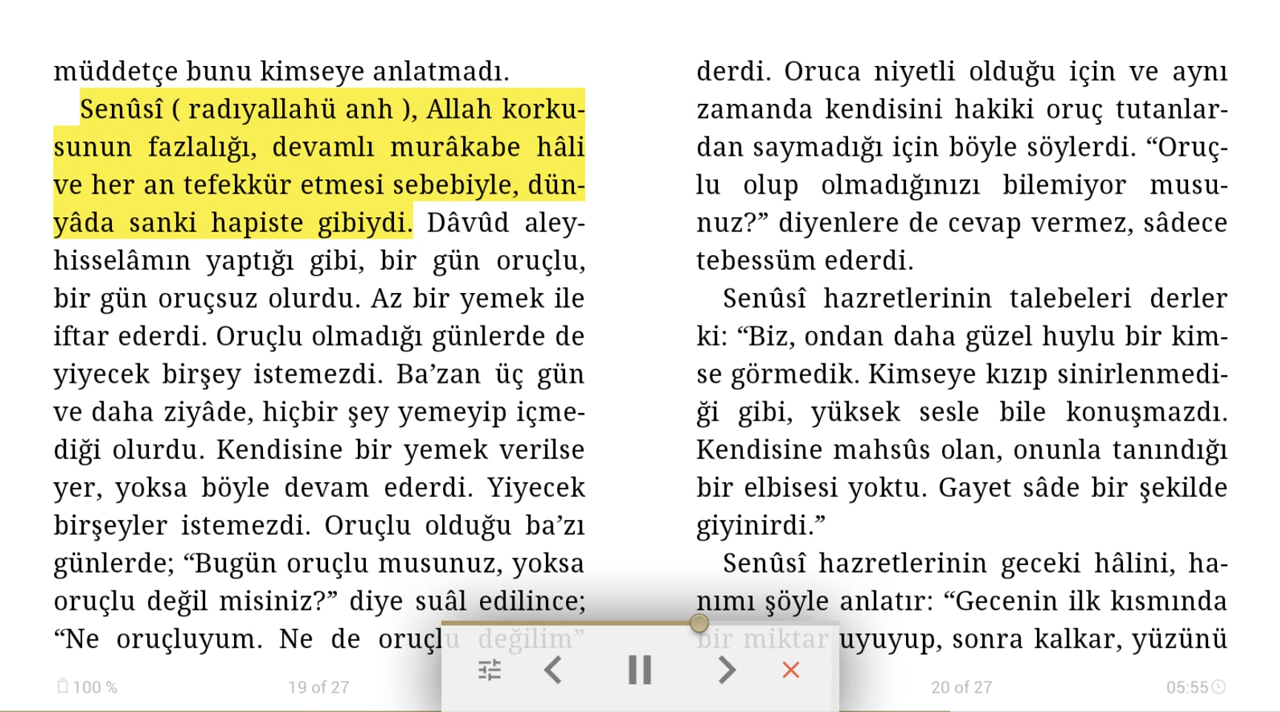 müddetçe bunu kimseye anlatmadı.
Senûsî ( radıyallahü anh ), Allah korku-
sunun fazlalığı, devamlı murâkabe hâli
ve her an tefekkür etmesi sebebiyle, dün-
yâda sanki hapiste gibiydi. Dâvûd aley-
hisselâmın yaptığı gibi, bir gün oruçlu,
bir gün oruçsuz olurdu. Az bir yemek ile
iftar ederdi. Oruçlu olmadığı günlerde de
yiyecek birşey istemezdi. Ba’zan üç gün
ve daha ziyâde, hiçbir şey yemeyip içme-
diği olurdu. Kendisine bir yemek verilse
yer, yoksa böyle devam ederdi. Yiyecek
birşeyler istemezdi. Oruçlu olduğu ba’zı
günlerde; “Bugün oruçlu musunuz, yoksa
oruçlu değil misiniz?” diye suâl edilince;
“Ne oruçluyum. Ne de oruçlu değilim”
derdi. Oruca niyetli olduğu için ve aynı
zamanda kendisini hakiki oruç tutanlar-
dan saymadığı için böyle söylerdi. “Oruç-
lu olup olmadığınızı bilemiyor musu-
nuz?” diyenlere de cevap vermez, sâdece
tebessüm ederdi.
Senûsî hazretlerinin talebeleri derler
ki: “Biz, ondan daha güzel huylu bir kim-
se görmedik. Kimseye kızıp sinirlenmedi-
ği gibi, yüksek sesle bile konuşmazdı.
Kendisine mahsûs olan, onunla tanındığı
bir elbisesi yoktu. Gayet sâde bir şekilde
giyinirdi.”
Senûsî hazretlerinin geceki hâlini, ha-
nımı şöyle anlatır: “Gecenin ilk kısmında
bir miktar uyuyup, sonra kalkar, yüzünü
100 %
19 of 27
20 of 27
05:55